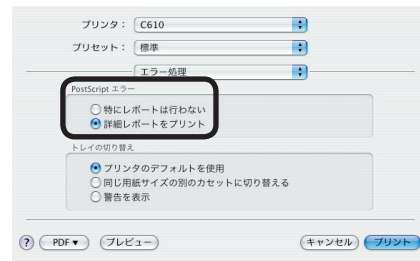 プリンタ： C610
プリセット： 標準
エラー処理
PostScript エラー
特にレポートは行わない
詳細レポートをプリント
トレイの切り替え
プリンタのデフォルトを使用
同じ用紙サイズの別のカセットに切り替える
警告を表示
? PDF▼ プレビュー キャンセル プリント